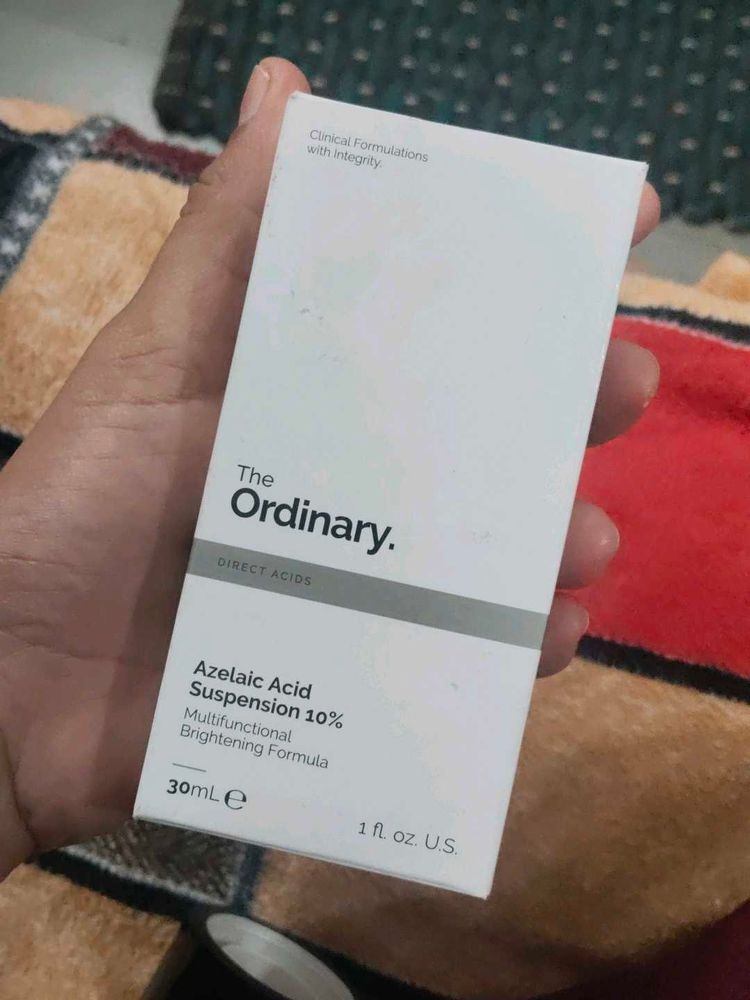 Clinical Formulations
with Integrity.
The
Ordinary.
DIRECT ACIDS
Azelaic Acid
Suspension 10%
Multifunctional
Brightening Formula
30mL ℮
1 fl. oz. U.S.